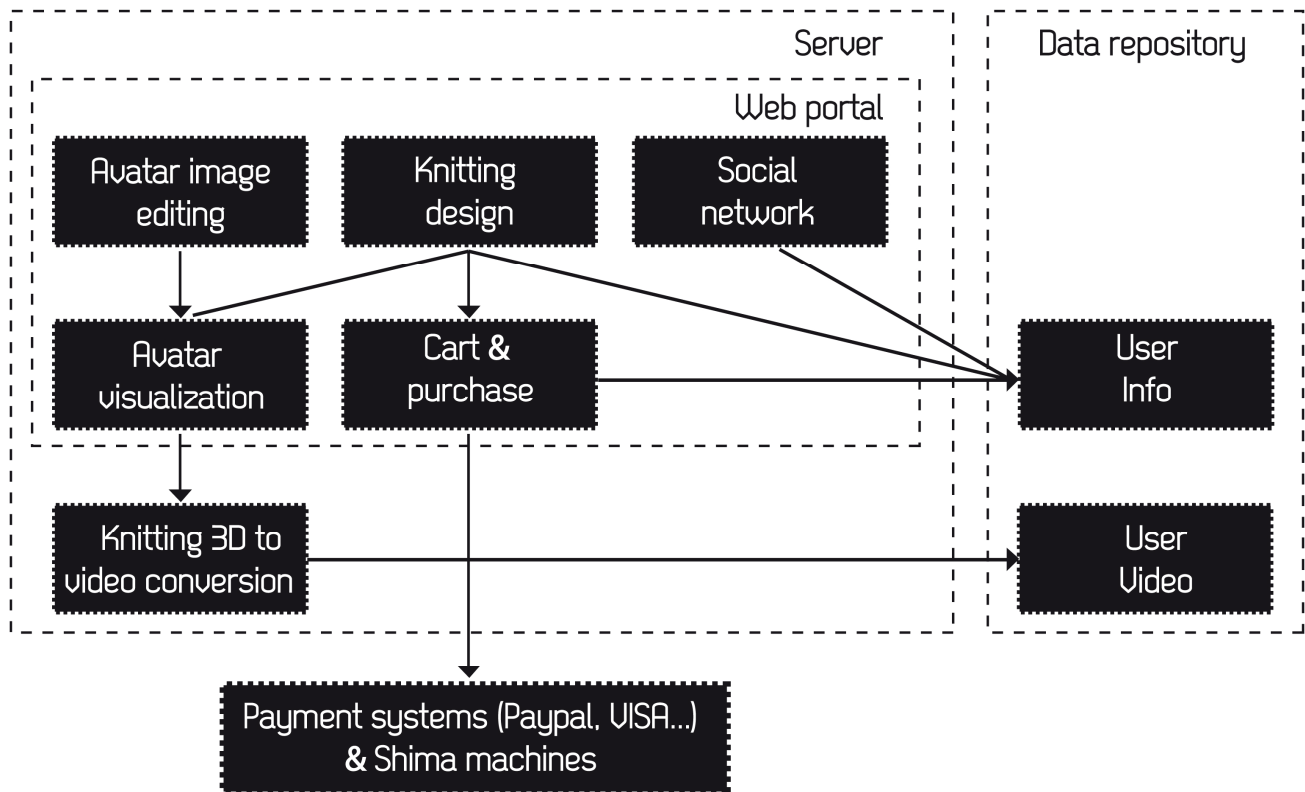 Server
Data repository
Web portal
Avatar image
editing
Knitting
design
Social
network
Avatar
visualization
Cart &
purchase
User
Info
Knitting 3D to
video conversion
User
Video
Payment systems (Paypal, VISA...)
& Shima machines